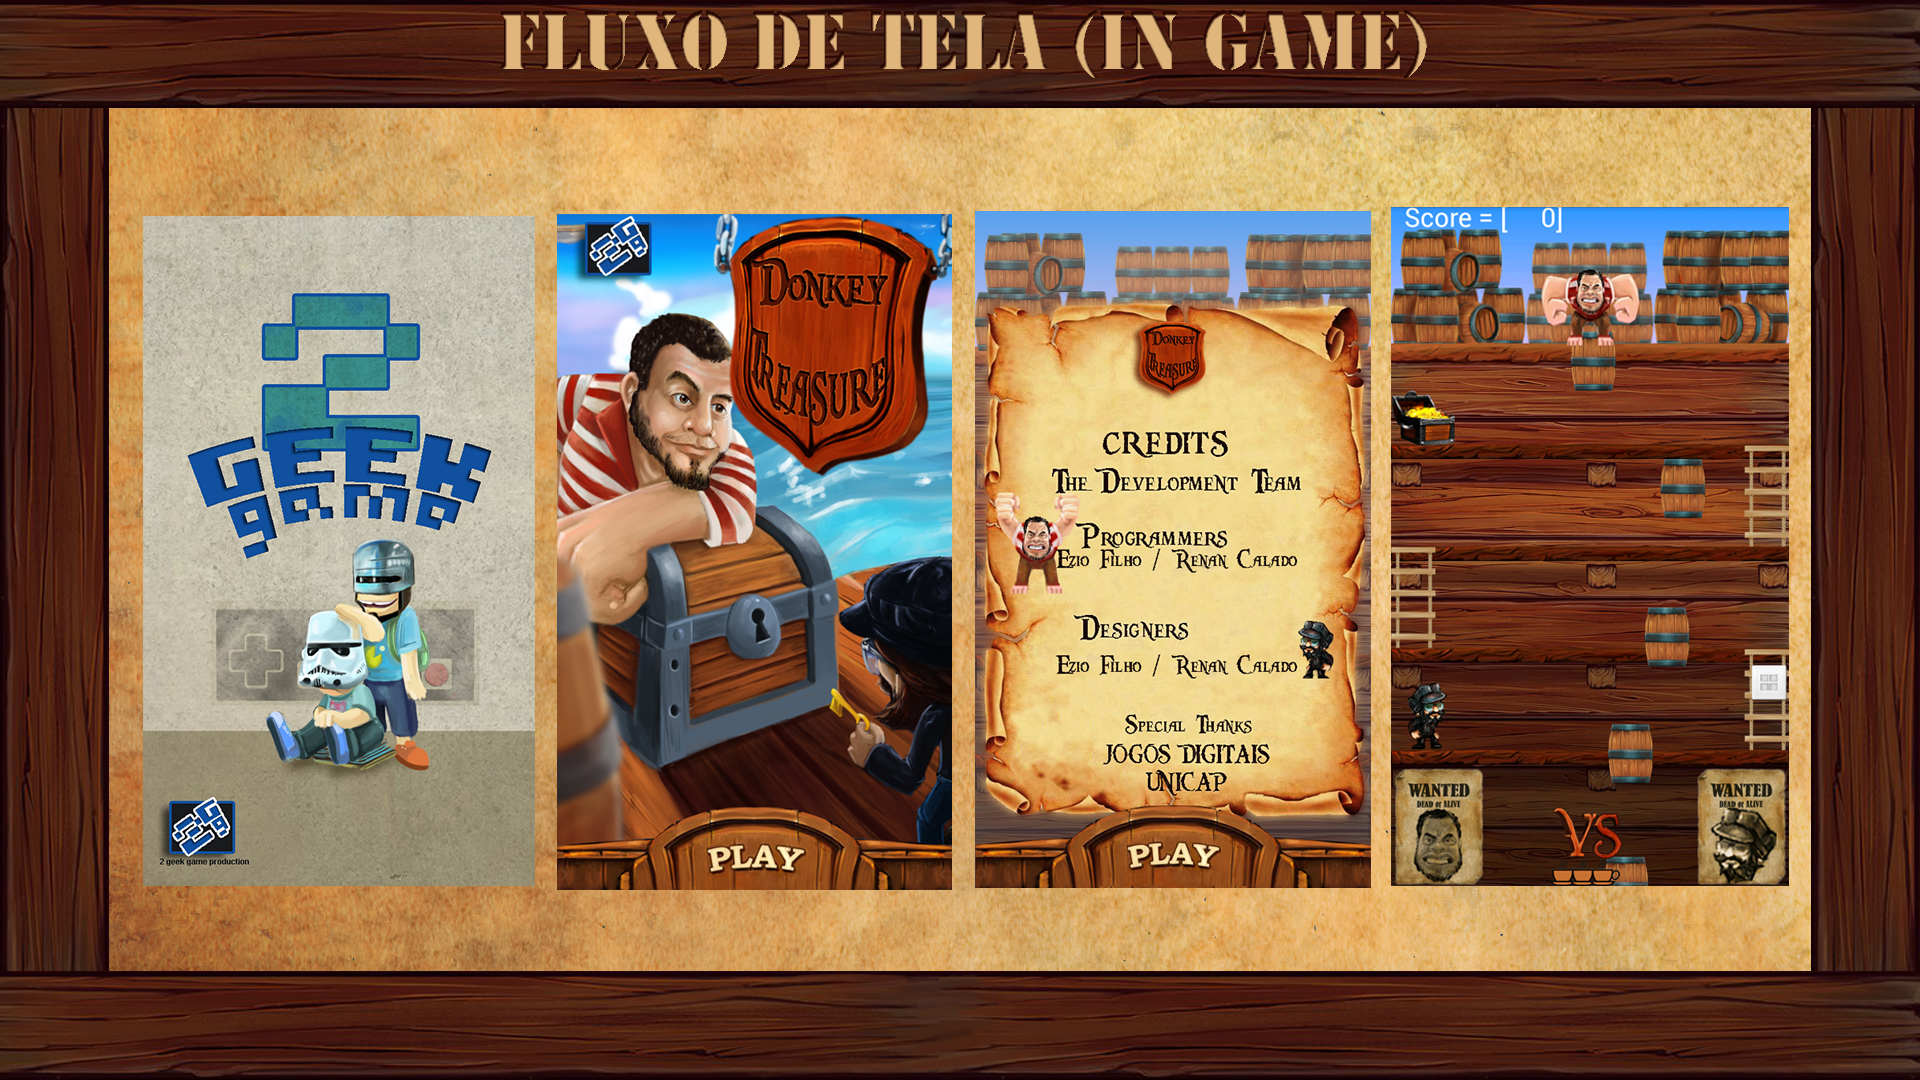 FLUXO DE TELA (IN GAME)
2
GEEK
game
2G
2 geek game production
2G
DONKEY
TREASURE
PLAY
DONKEY
TREASURE
CREDITS
THE DEVELOPMENT TEAM
PROGRAMMERS
EZIO FILHO / RENAN CALADO
DESIGNERS
EZIO FILHO / RENAN CALADO
SPECIAL THANKS
JOGOS DIGITAIS
UNICAP
PLAY
Score = [ 0]
WANTED
DEAD or ALIVE
VS
WANTED
DEAD or ALIVE